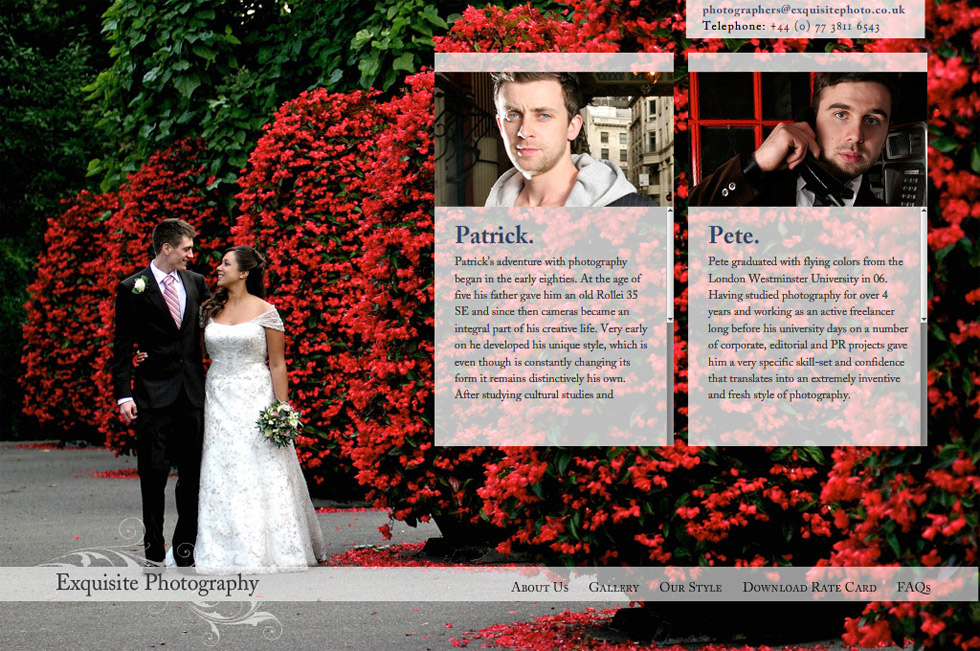 photographers@exquisitephoto.co.uk
Telephone: +44 (0) 77 3811 6543
Patrick.
Patrick's adventure with photography
began in the early eighties. At the age of
five his father gave him an old Rollei 35
SE and since then cameras became an
integral part of his creative life. Very early
on he developed his unique style, which is
even though is constantly changing its
form it remains distinctively his own.
After studying cultural studies and
Pete.
Pete graduated with flying colors from the
London Westminster University in 06.
Having studied photography for over 4
years and working as an active freelancer
long before his university days on a number
of corporate, editorial and PR projects gave
him a very specific skill-set and confidence
that translates into an extremely inventive
and fresh style of photography.
Exquisite Photography
About Us Gallery Our Style Download Rate Card FAQs